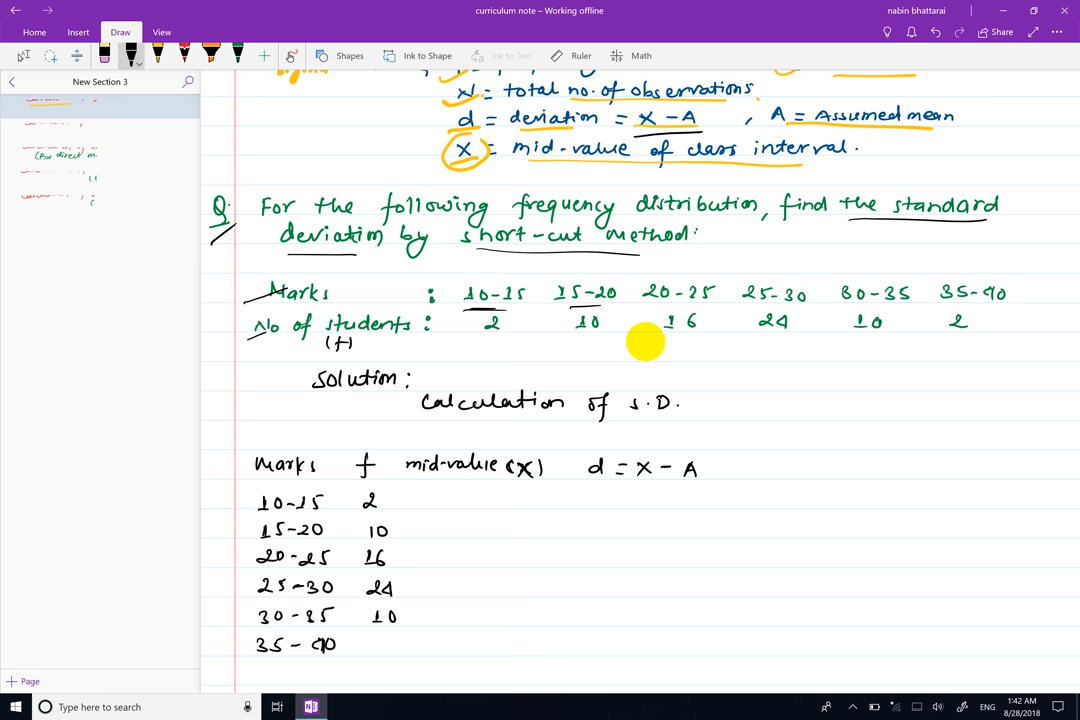 curriculum note – Working offline
nabin bhattarai
Home Insert Draw View
Share
Shapes Ink to Shape Ink to Text Ruler Math
New Section 3
N = total no. of observations.
d = deviation = X – A , A = Assumed mean
X = mid-value of class interval.
Q. For the following frequency distribution, find the standard
deviation by short-cut method:
Marks : 10-15 15-20 20-25 25-30 30-35 35-40
No of students : 2 10 16 24 10 2
(f)
Solution:
Calculation of S.D.
Marks f mid-value (X) d = X – A
10-15 2
15-20 10
20-25 16
25-30 24
30-35 10
35-40
+ Page
Type here to search
ENG
1:42 AM
8/28/2018